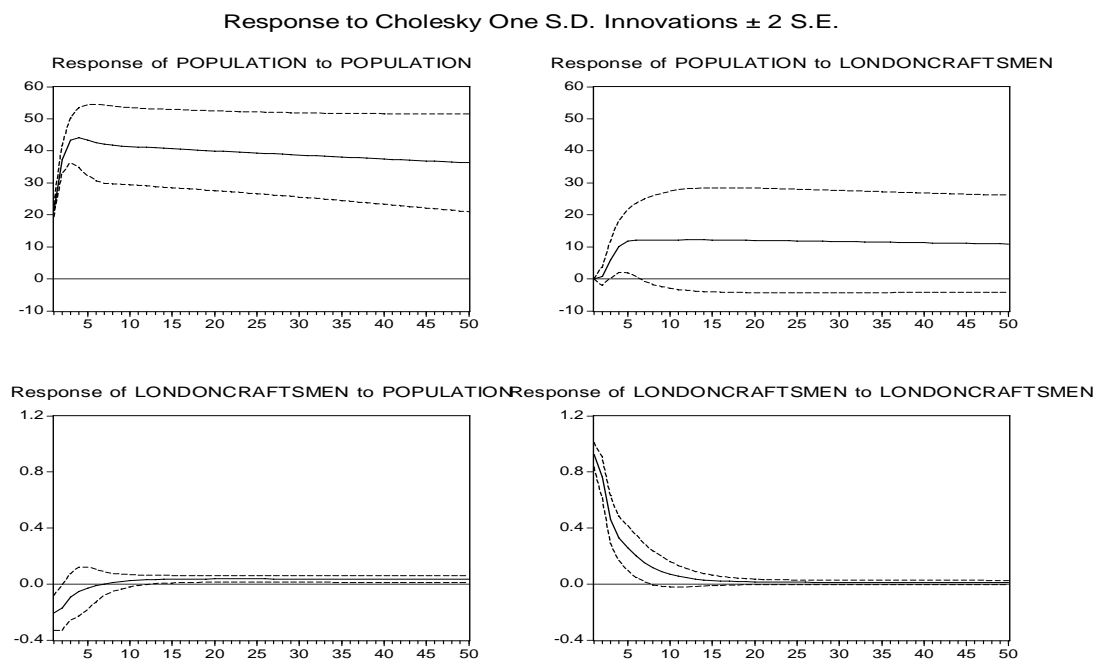 Response to Cholesky One S.D. Innovations ± 2 S.E.
Response of POPULATION to POPULATION
60
50
40
30
20
10
0
-10
5 10 15 20 25 30 35 40 45 50
Response of POPULATION to LONDONCRAFTSMEN
60
50
40
30
20
10
0
-10
5 10 15 20 25 30 35 40 45 50
Response of LONDONCRAFTSMEN to POPULATION
1.2
0.8
0.4
0.0
-0.4
5 10 15 20 25 30 35 40 45 50
Response of LONDONCRAFTSMEN to LONDONCRAFTSMEN
1.2
0.8
0.4
0.0
-0.4
5 10 15 20 25 30 35 40 45 50